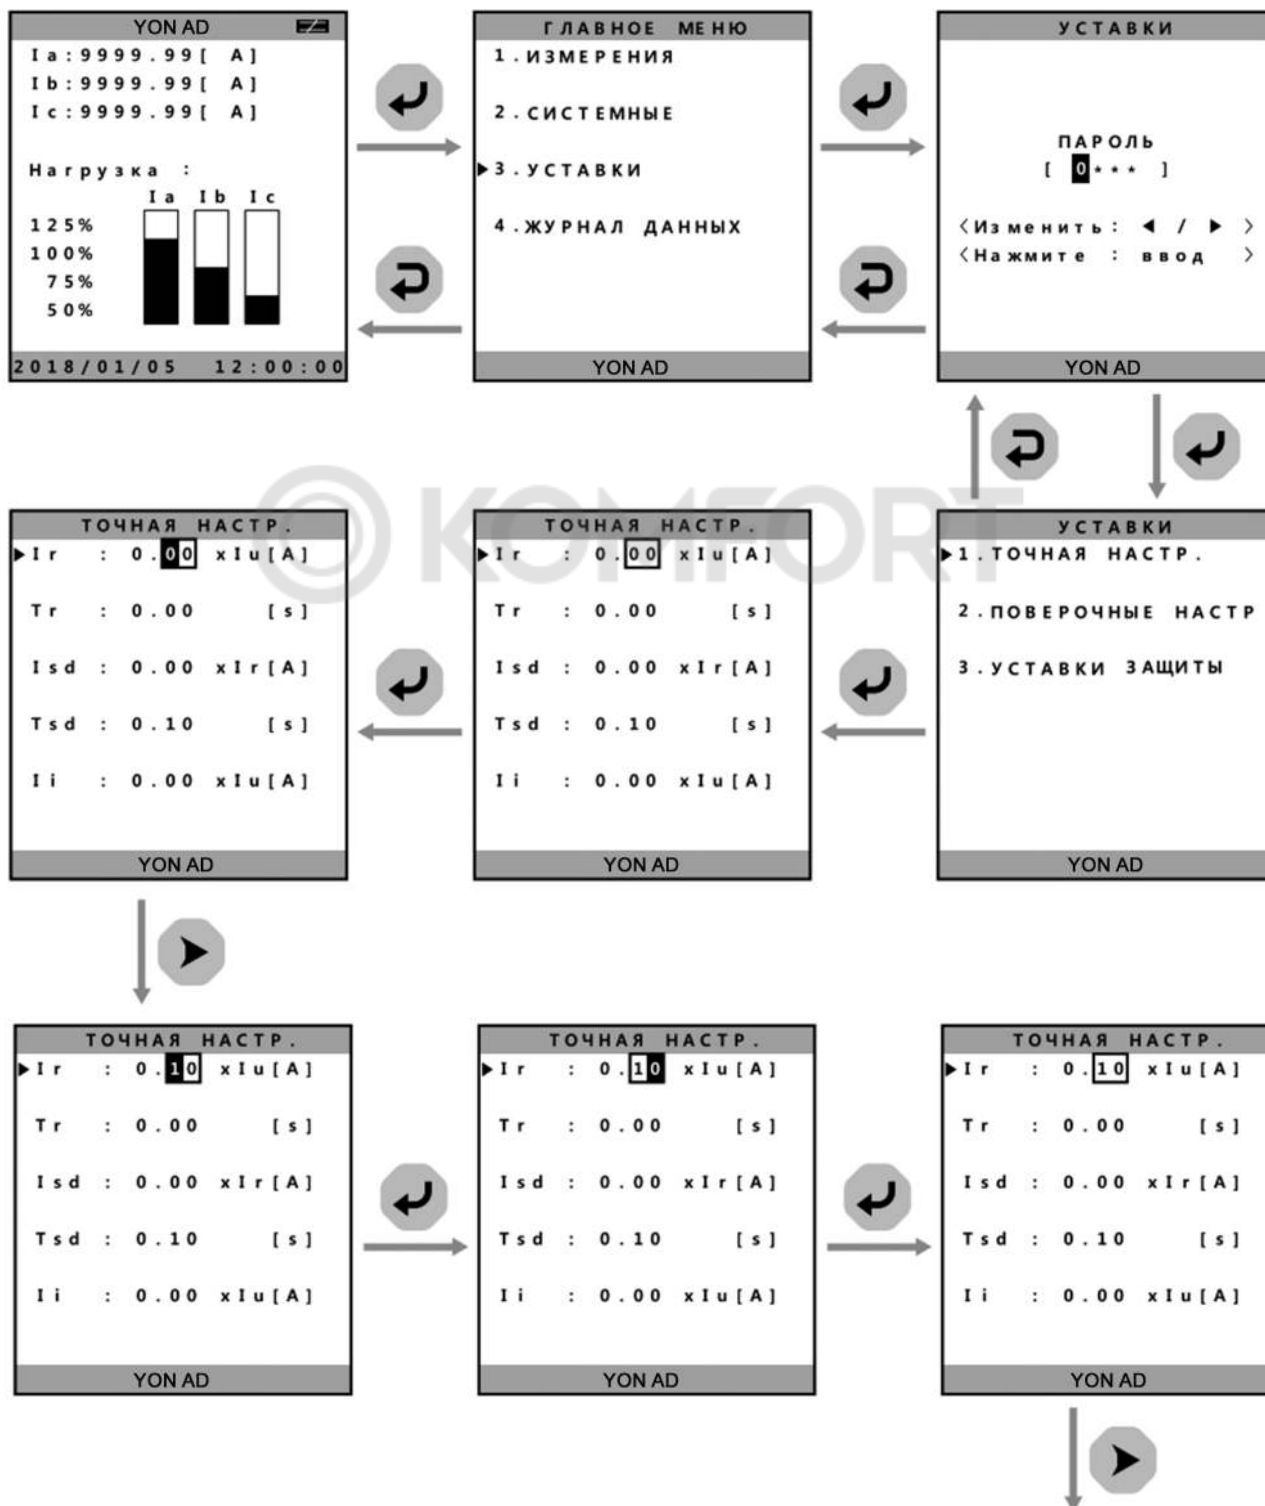 YON AD
Ia:9999.99[ A]
Ib:9999.99[ A]
Ic:9999.99[ A]
Нагрузка :
Ia Ib Ic
125%
100%
75%
50%
2018/01/05 12:00:00
ГЛАВНОЕ МЕНЮ
1.ИЗМЕРЕНИЯ
2.СИСТЕМНЫЕ
3.УСТАВКИ
4.ЖУРНАЛ ДАННЫХ
YON AD
УСТАВКИ
ПАРОЛЬ
[ 0*** ]
<Изменить: ◀ / ▶ >
<Нажмите : ввод >
YON AD
KOMFORT
ТОЧНАЯ НАСТР.
▶Ir : 0.00 xIu[A]
Tr : 0.00 [s]
Isd : 0.00 xIr[A]
Tsd : 0.10 [s]
Ii : 0.00 xIu[A]
YON AD
ТОЧНАЯ НАСТР.
▶Ir : 0.00 xIu[A]
Tr : 0.00 [s]
Isd : 0.00 xIr[A]
Tsd : 0.10 [s]
Ii : 0.00 xIu[A]
YON AD
УСТАВКИ
▶1.ТОЧНАЯ НАСТР.
2.ПОВЕРОЧНЫЕ НАСТР
3.УСТАВКИ ЗАЩИТЫ
YON AD
ТОЧНАЯ НАСТР.
▶Ir : 0.10 xIu[A]
Tr : 0.00 [s]
Isd : 0.00 xIr[A]
Tsd : 0.10 [s]
Ii : 0.00 xIu[A]
YON AD
ТОЧНАЯ НАСТР.
▶Ir : 0.10 xIu[A]
Tr : 0.00 [s]
Isd : 0.00 xIr[A]
Tsd : 0.10 [s]
Ii : 0.00 xIu[A]
YON AD
ТОЧНАЯ НАСТР.
▶Ir : 0.10 xIu[A]
Tr : 0.00 [s]
Isd : 0.00 xIr[A]
Tsd : 0.10 [s]
Ii : 0.00 xIu[A]
YON AD